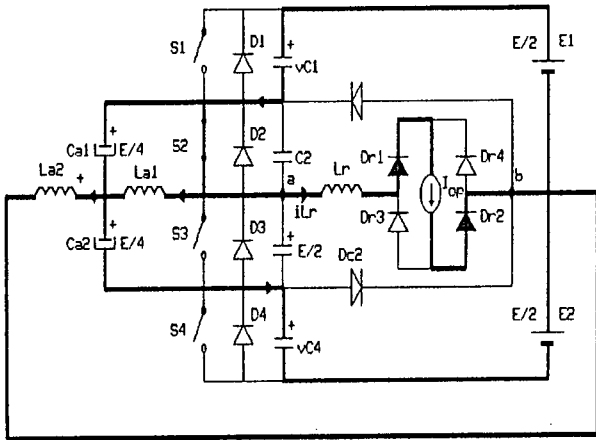 S1
D1
+
vC1
E/2
E1
Ca1
+
E/4
S2
D2
C2
Lr
Dr1
Iop
Dr4
b
La2
+
La1
a
iLr
Dr3
Dr2
Ca2
+
E/4
S3
D3
+
E/2
Dc2
S4
D4
+
vC4
E/2
E2